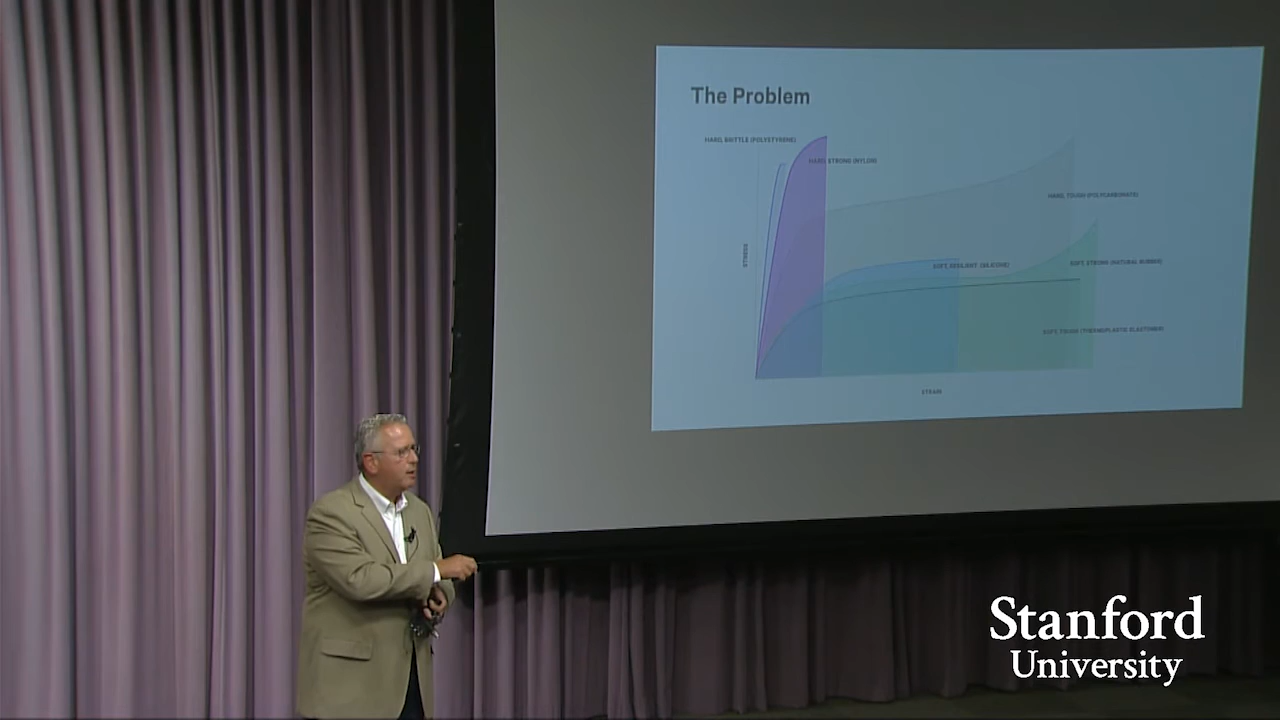 The Problem
HARD, BRITTLE (POLYSTYRENE)
HARD, STRONG (NYLON)
HARD, TOUGH (POLYCARBONATE)
STRESS
SOFT, RESILIENT (SILICONE)
SOFT, STRONG (NATURAL RUBBER)
SOFT, TOUGH (THERMOPLASTIC ELASTOMER)
STRAIN
Stanford
University